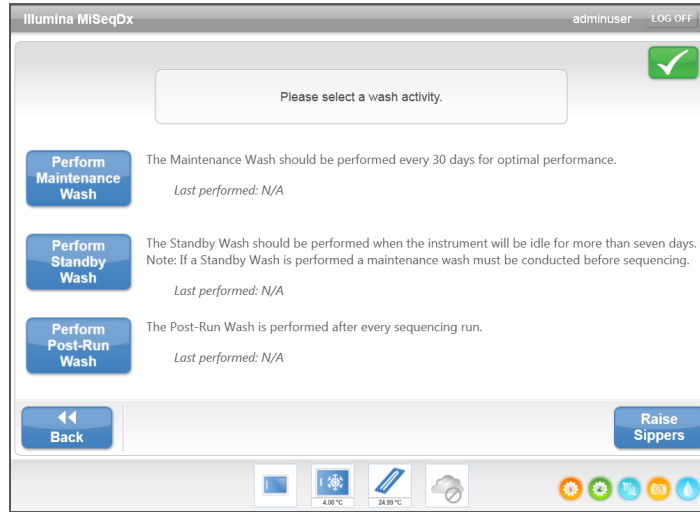 Illumina MiSeqDx
adminuser
LOG OFF
Please select a wash activity.
Perform
Maintenance
Wash
The Maintenance Wash should be performed every 30 days for optimal performance.
Last performed: N/A
Perform
Standby
Wash
The Standby Wash should be performed when the instrument will be idle for more than seven days.
Note: If a Standby Wash is performed a maintenance wash must be conducted before sequencing.
Last performed: N/A
Perform
Post-Run
Wash
The Post-Run Wash is performed after every sequencing run.
Last performed: N/A
Back
Raise
Sippers
4.00 °C
24.99 °C